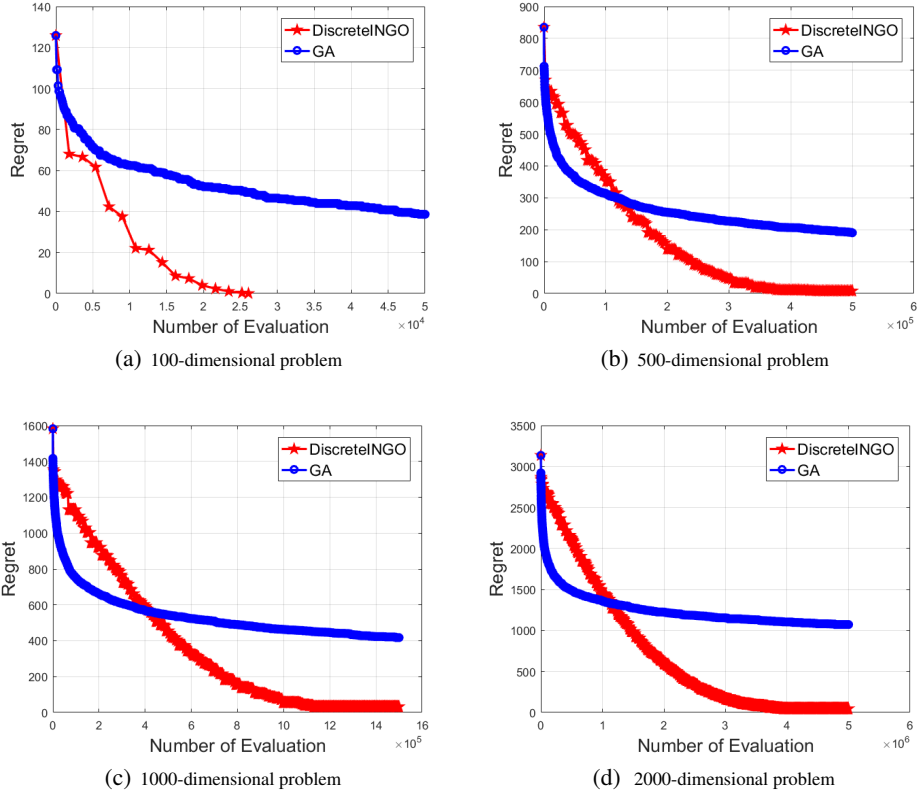 140
120
100
80
60
40
20
0
Regret
DiscreteINGO
GA
0 0.5 1 1.5 2 2.5 3 3.5 4 4.5 5
Number of Evaluation
×10^4
(a) 100-dimensional problem
900
800
700
600
500
400
300
200
100
0
Regret
DiscreteINGO
GA
0 1 2 3 4 5 6
Number of Evaluation
×10^5
(b) 500-dimensional problem
1600
1400
1200
1000
800
600
400
200
0
Regret
DiscreteINGO
GA
0 2 4 6 8 10 12 14 16
Number of Evaluation
×10^5
(c) 1000-dimensional problem
3500
3000
2500
2000
1500
1000
500
0
Regret
DiscreteINGO
GA
0 1 2 3 4 5 6
Number of Evaluation
×10^6
(d) 2000-dimensional problem